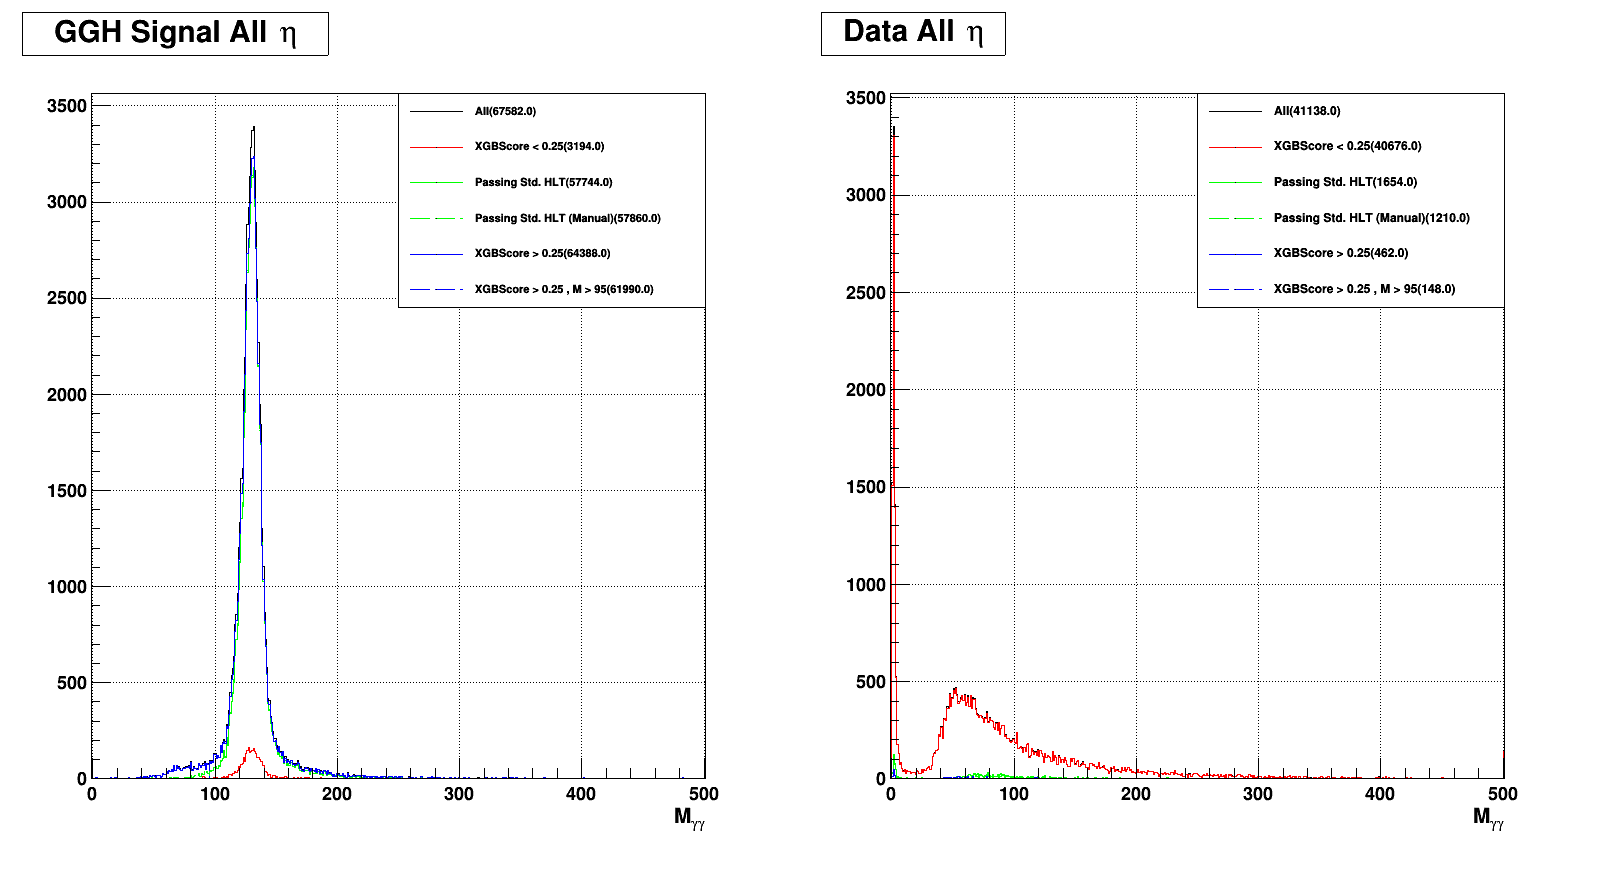 GGH Signal All η
3500
3000
2500
2000
1500
1000
500
0
0 100 200 300 400 500
M_γγ
All(67582.0)
XGBScore < 0.25(3194.0)
Passing Std. HLT(57744.0)
Passing Std. HLT (Manual)(57860.0)
XGBScore > 0.25(64388.0)
XGBScore > 0.25 , M > 95(61990.0)
Data All η
3500
3000
2500
2000
1500
1000
500
0
0 100 200 300 400 500
M_γγ
All(41138.0)
XGBScore < 0.25(40676.0)
Passing Std. HLT(1654.0)
Passing Std. HLT (Manual)(1210.0)
XGBScore > 0.25(462.0)
XGBScore > 0.25 , M > 95(148.0)